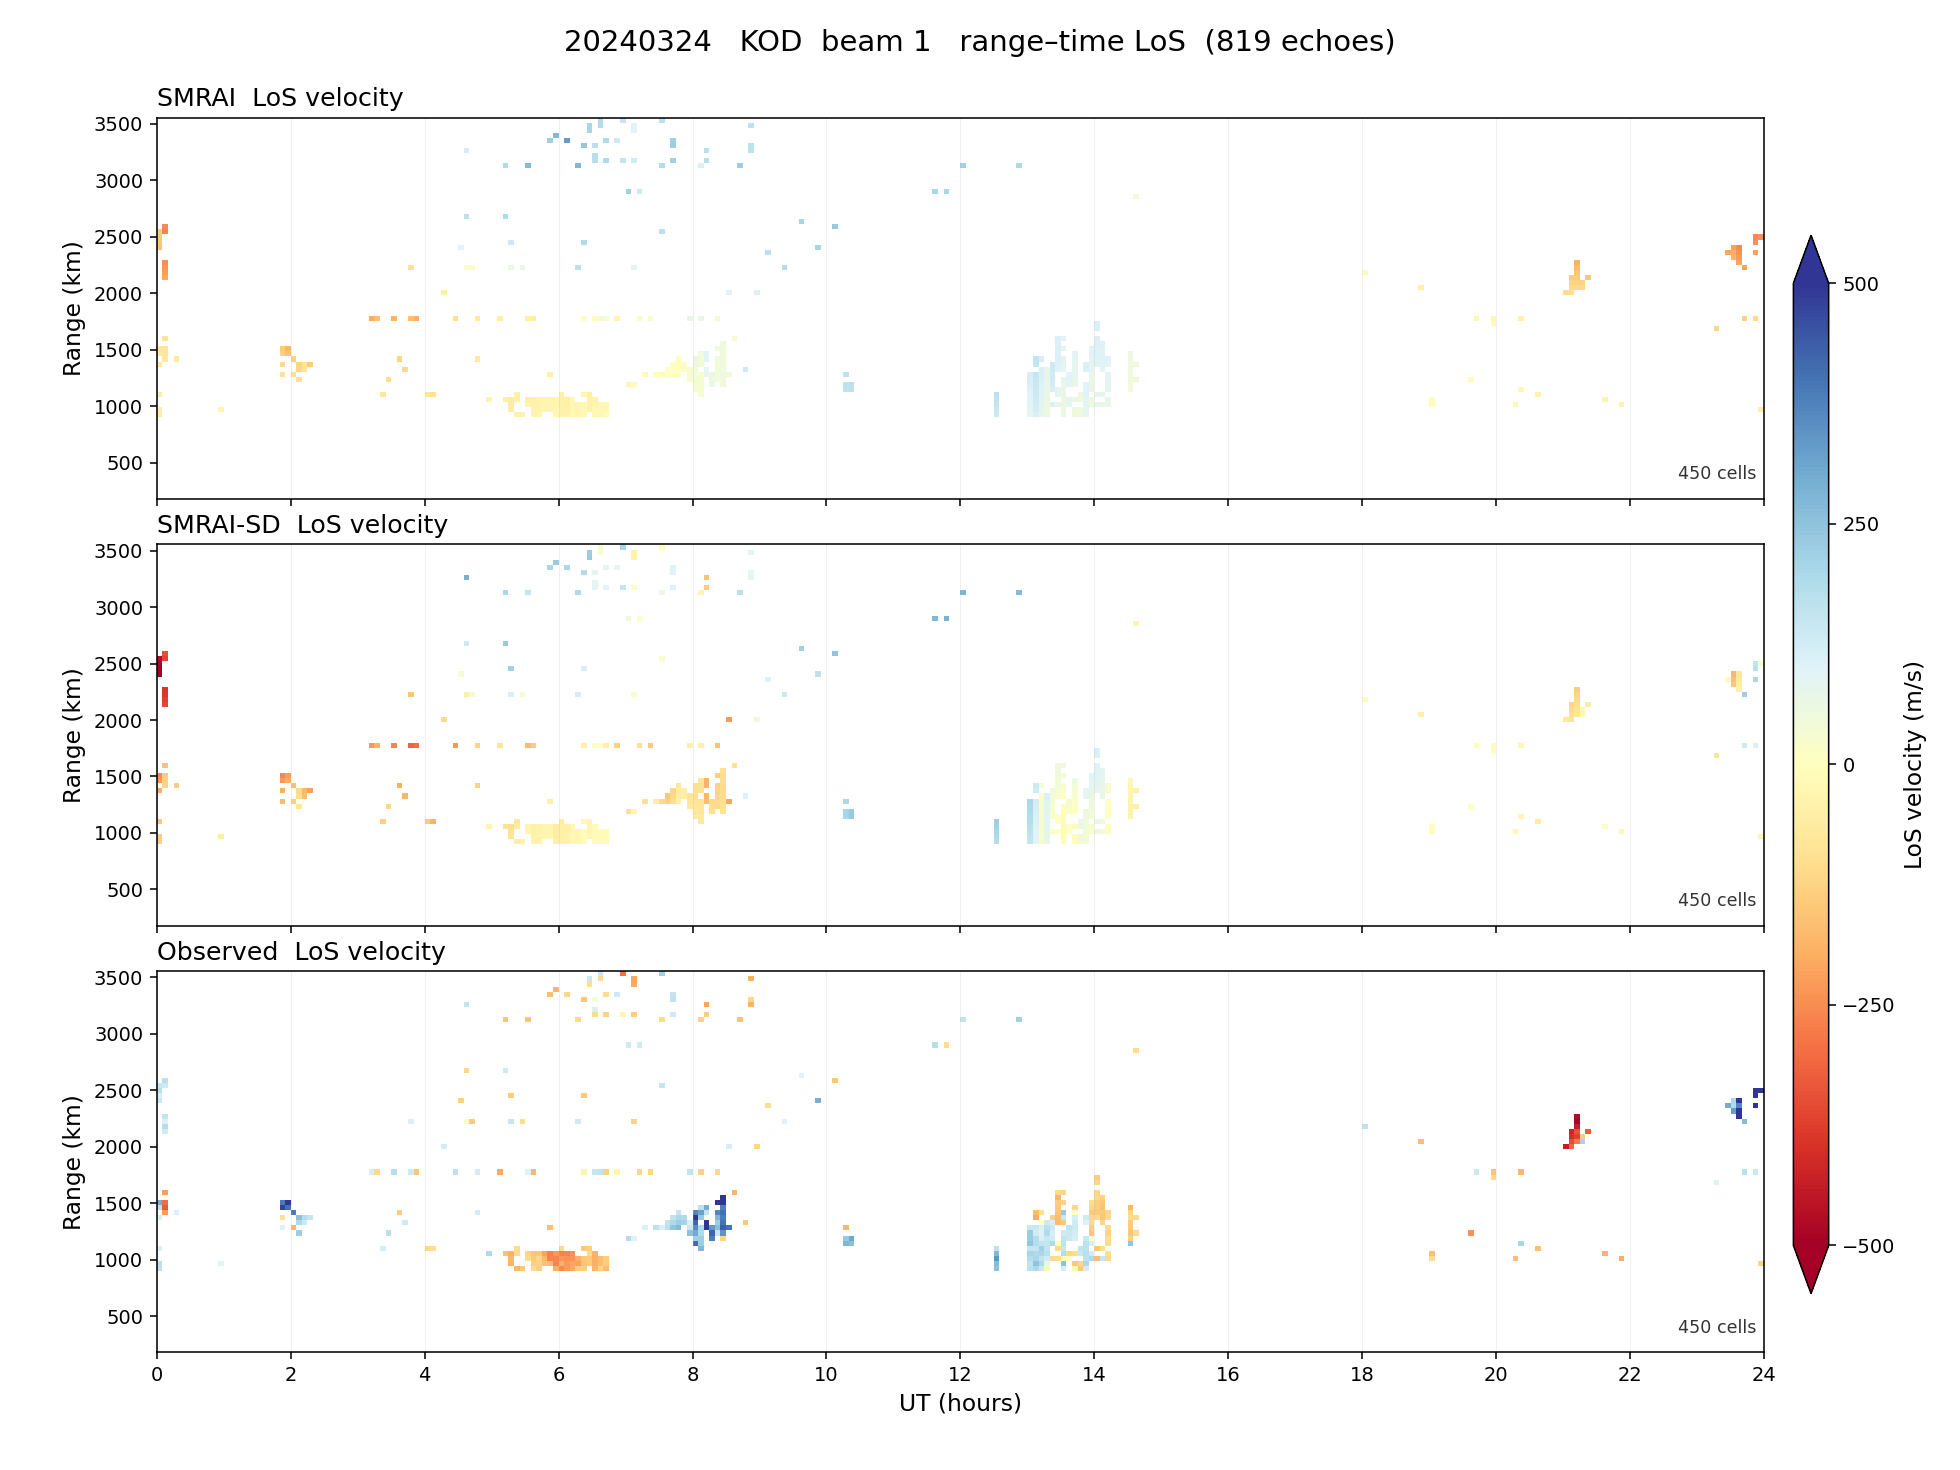 20240324   KOD  beam 1   range–time LoS  (819 echoes)
SMRAI  LoS velocity
3500
3000
2500
2000
1500
1000
500
Range (km)
450 cells
SMRAI-SD  LoS velocity
3500
3000
2500
2000
1500
1000
500
Range (km)
450 cells
Observed  LoS velocity
3500
3000
2500
2000
1500
1000
500
Range (km)
450 cells
0 2 4 6 8 10 12 14 16 18 20 22 24
UT (hours)
500
250
0
−250
−500
LoS velocity (m/s)